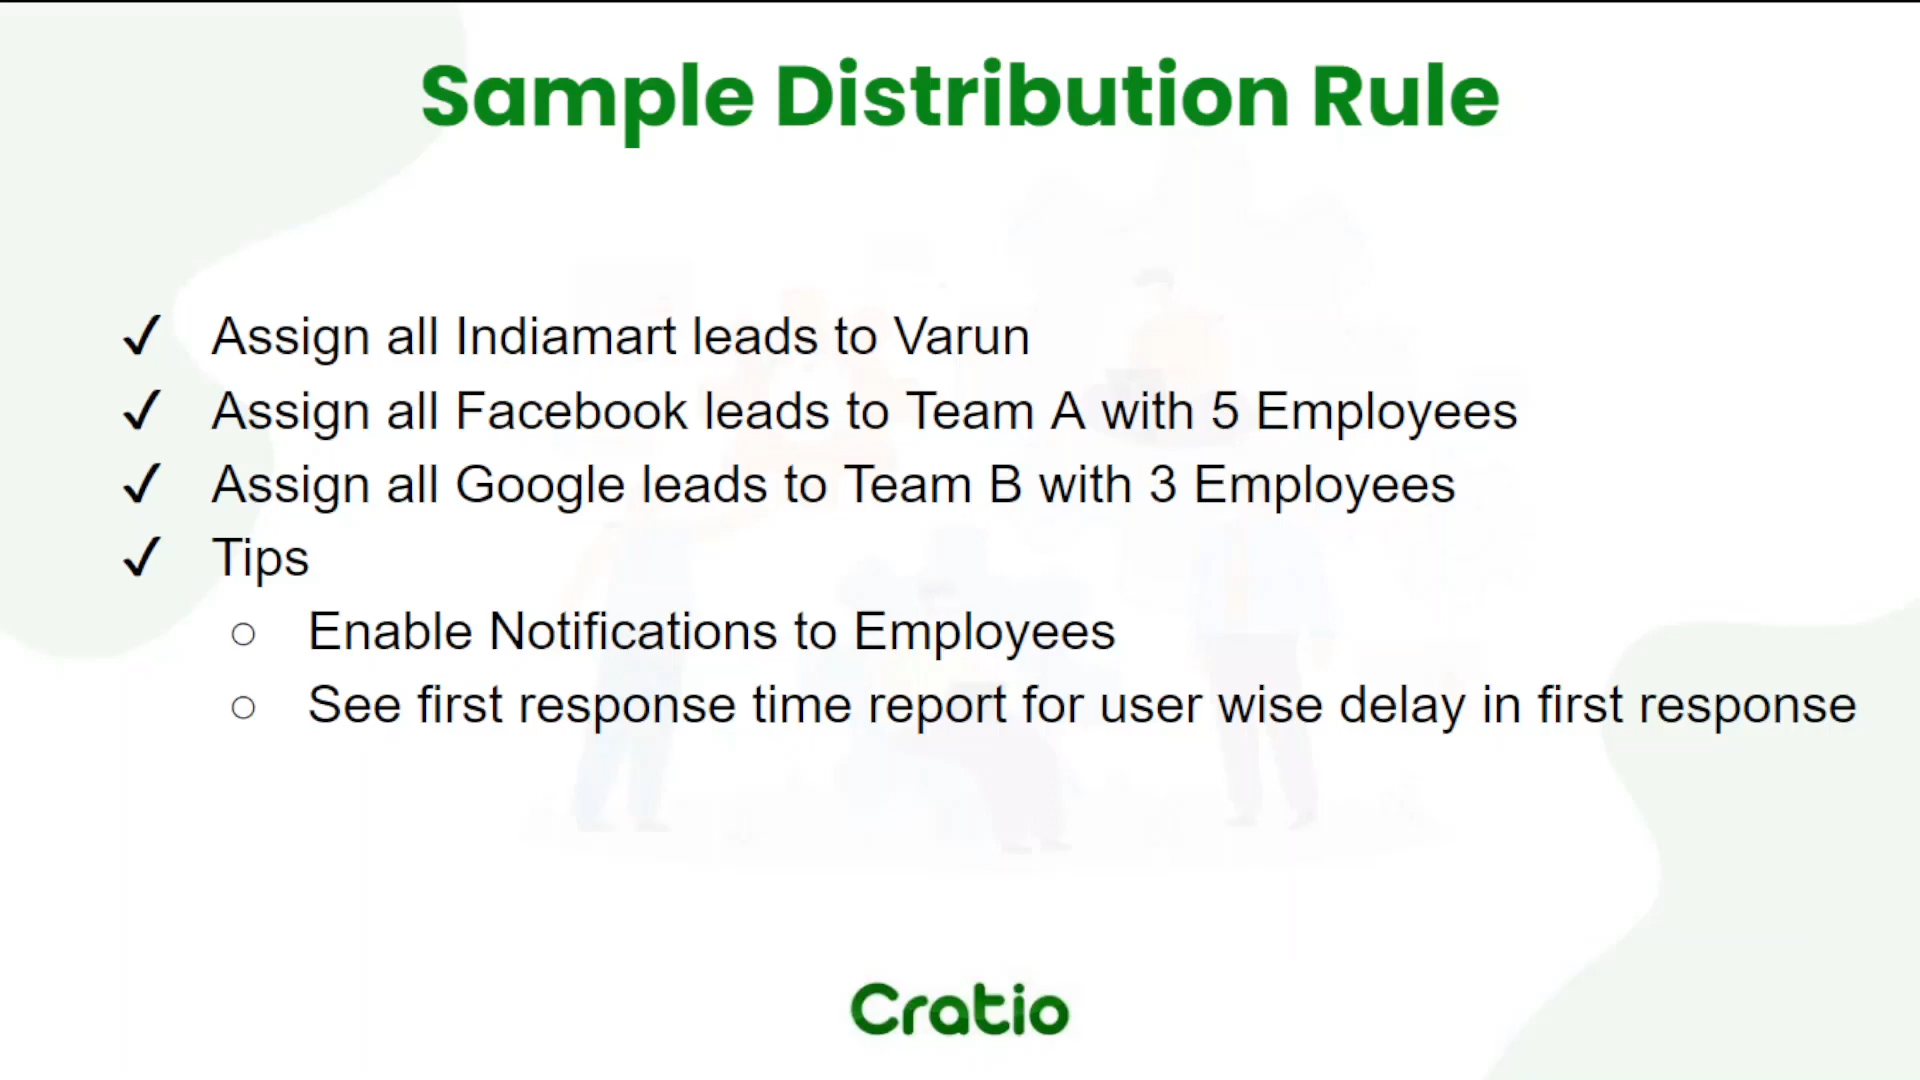 Sample Distribution Rule
✓ Assign all Indiamart leads to Varun
✓ Assign all Facebook leads to Team A with 5 Employees
✓ Assign all Google leads to Team B with 3 Employees
✓ Tips
○ Enable Notifications to Employees
○ See first response time report for user wise delay in first response
Cratio